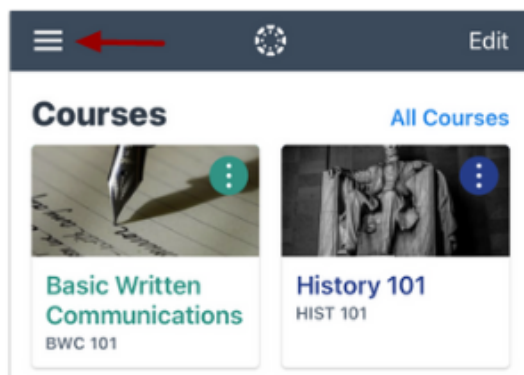 Edit
Courses
All Courses
Basic Written
Communications
BWC 101
History 101
HIST 101